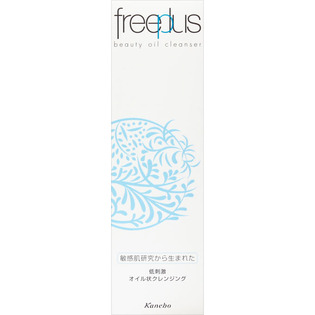 freeplus
beauty oil cleanser
敏感肌研究から生まれた
低刺激
オイル状クレンジング
Kanebo